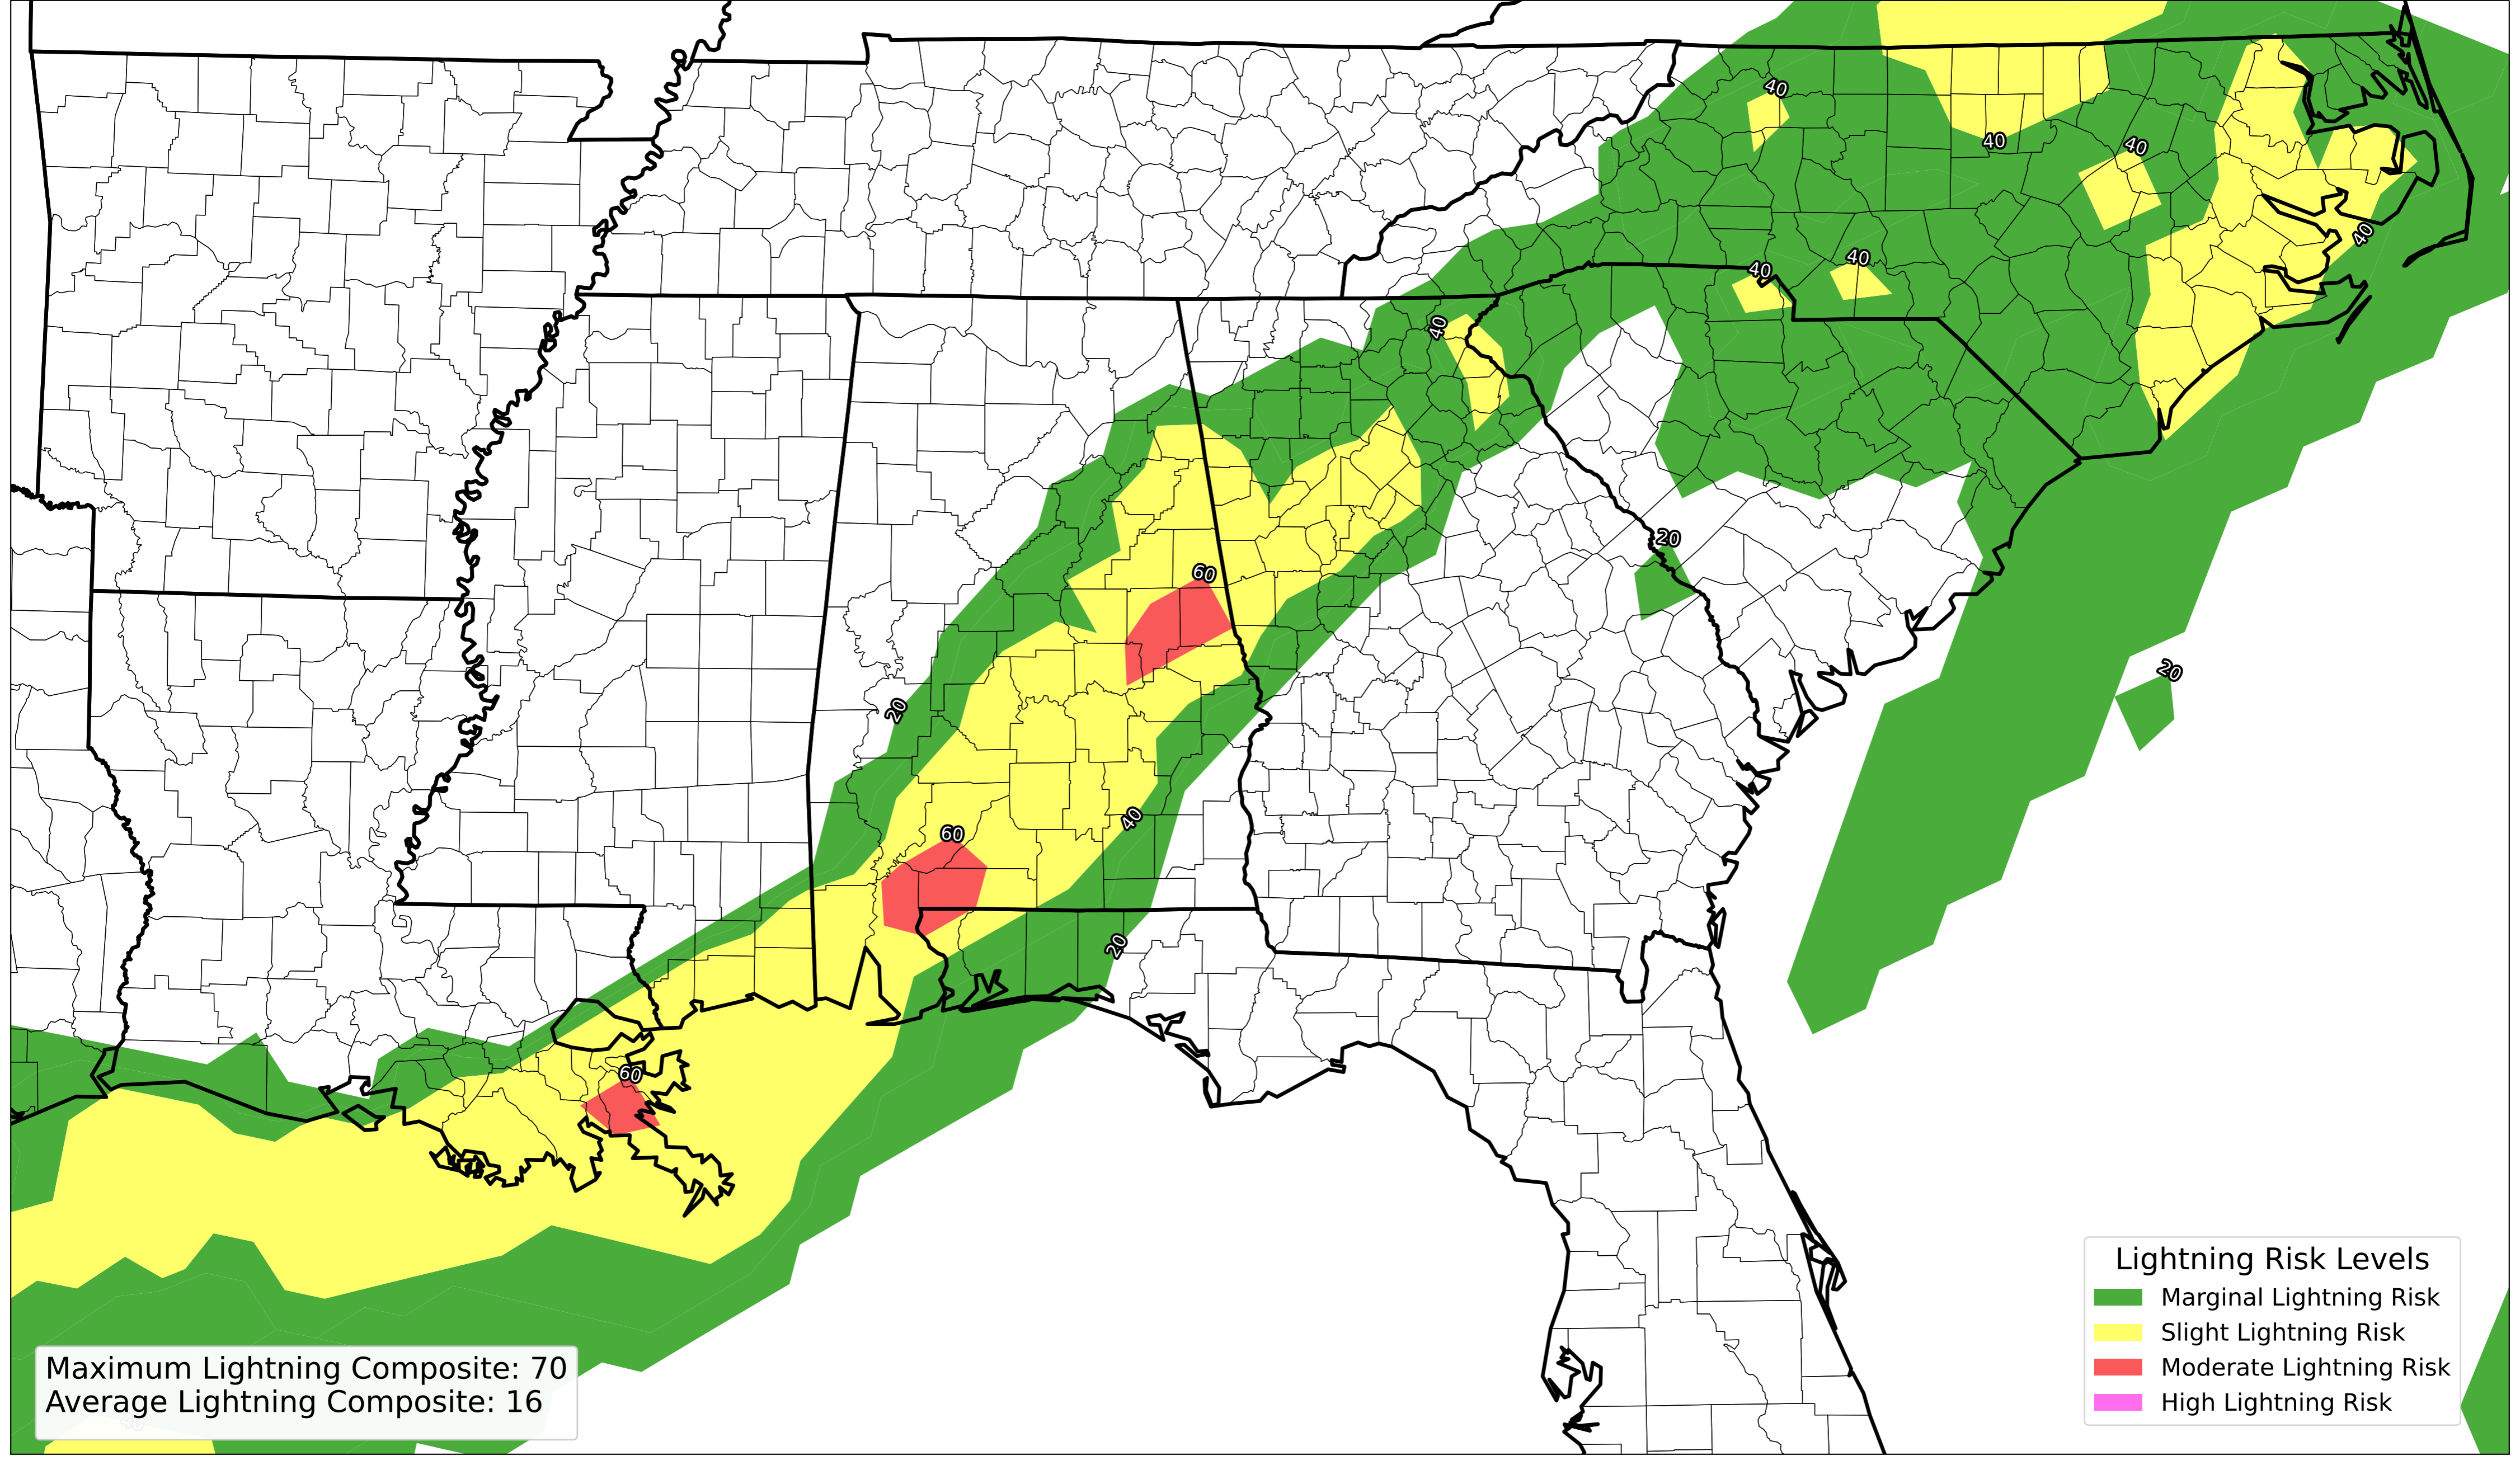 40
40
40
40
40
40
40
40
20
60
20
20
60
40
20
60
Lightning Risk Levels
Marginal Lightning Risk
Slight Lightning Risk
Moderate Lightning Risk
High Lightning Risk
Maximum Lightning Composite: 70
Average Lightning Composite: 16